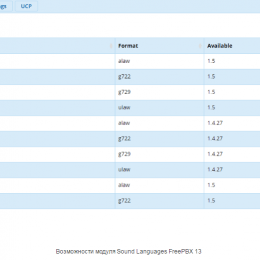 gs UCP
Format Available
alaw 1.5
g722 1.5
g729 1.5
ulaw 1.5
alaw 1.4.27
g722 1.4.27
g729 1.4.27
ulaw 1.4.27
alaw 1.5
g722 1.5
Возможности модуля Sound Languages FreePBX 13